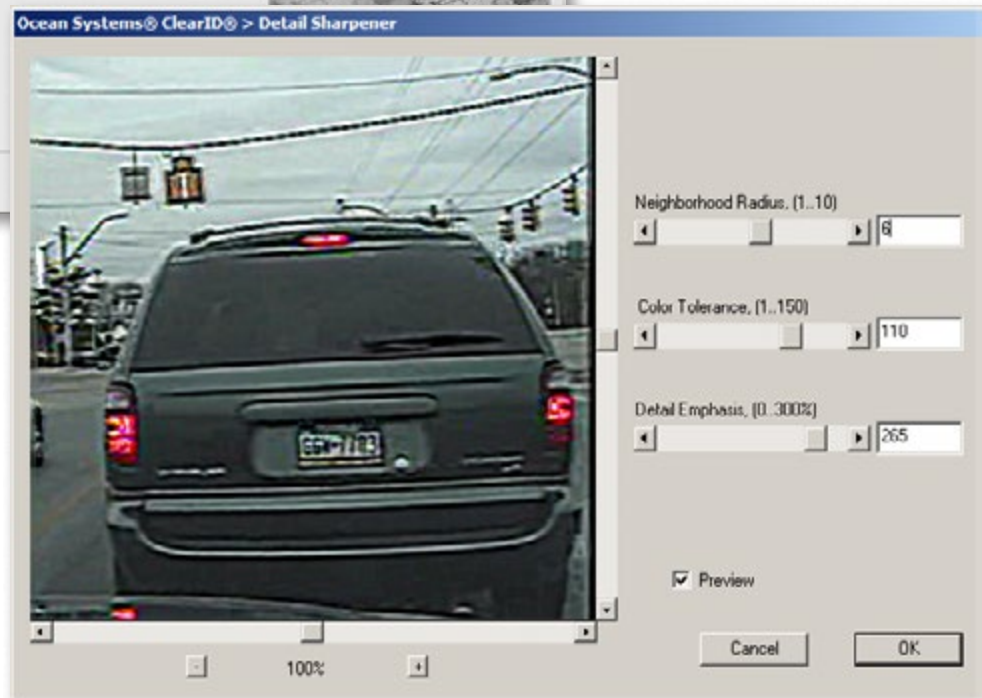 Ocean Systems® ClearID® > Detail Sharpener
Neighborhood Radius, (1..10)
6
Color Tolerance, (1..150)
110
Detail Emphasis, (0..300%)
265
Preview
- 100% +
Cancel OK